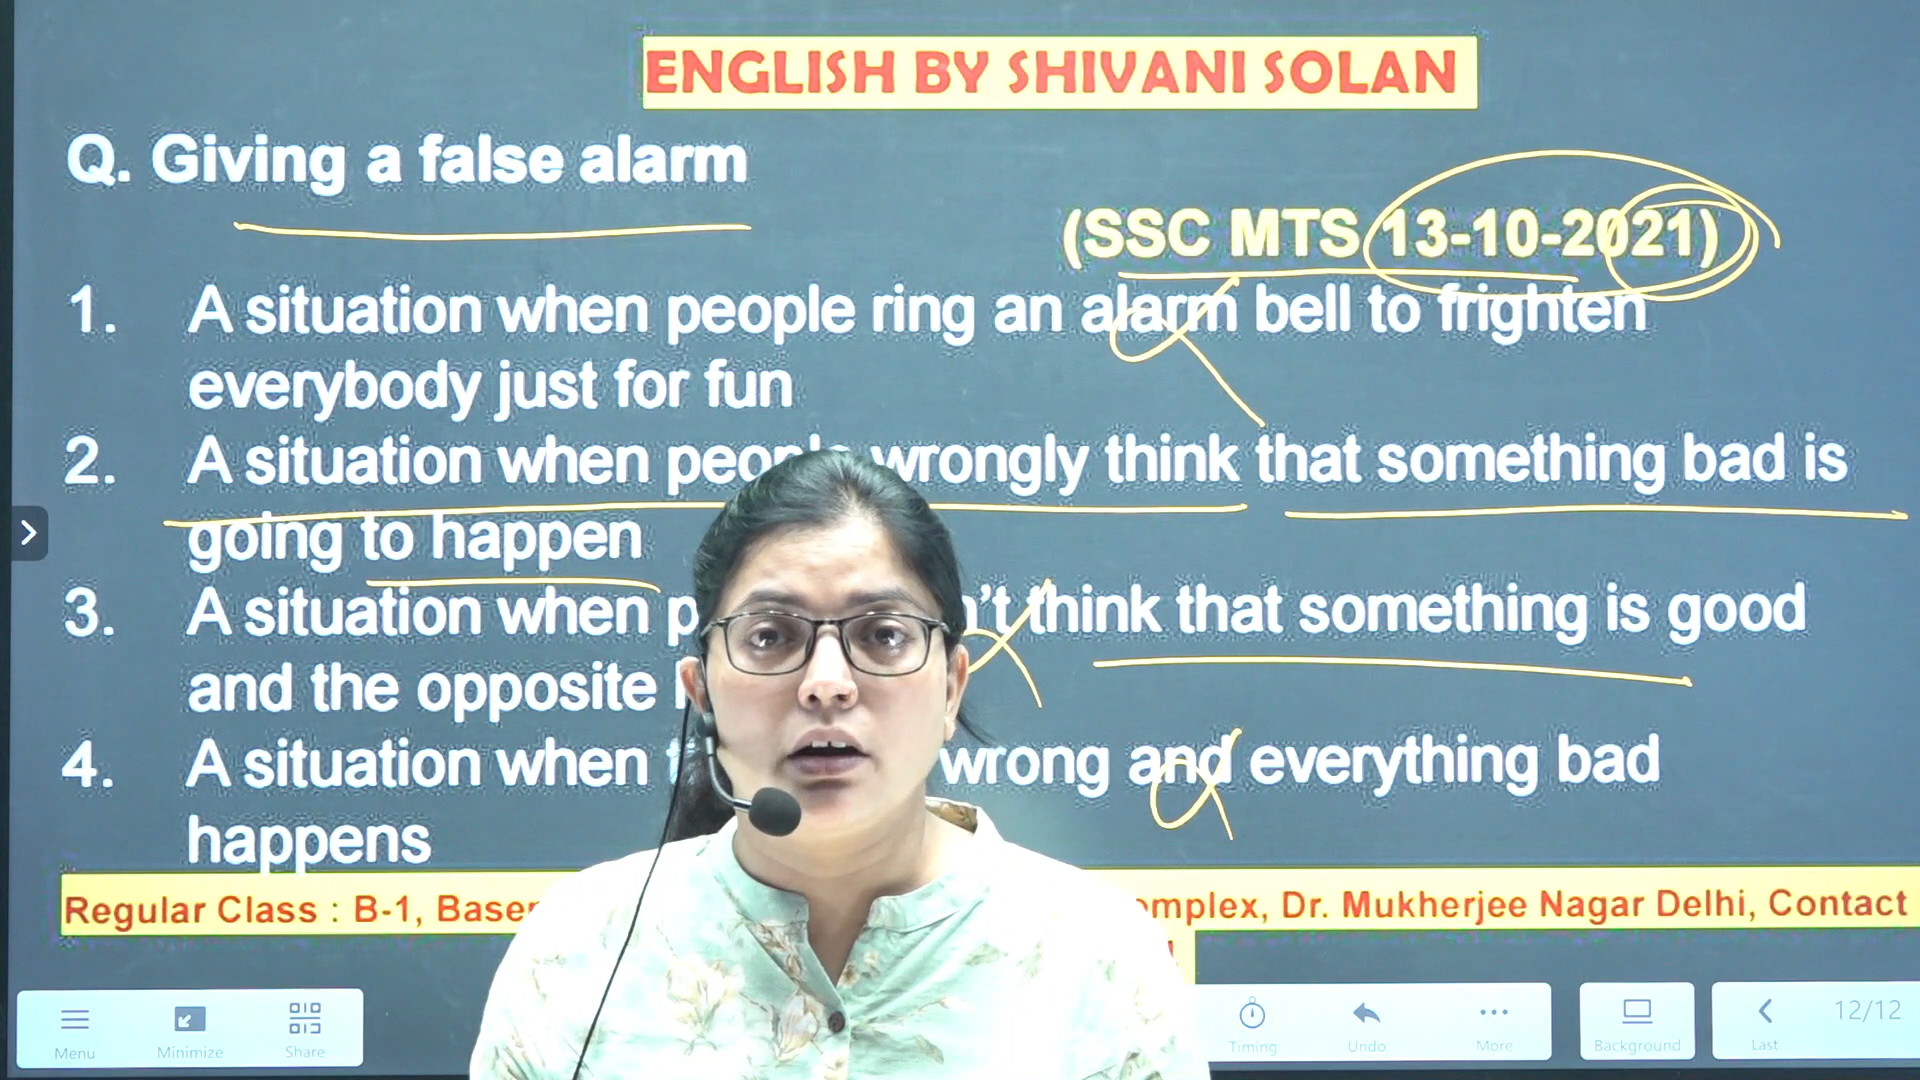 ENGLISH BY SHIVANI SOLAN
Q. Giving a false alarm
(SSC MTS 13-10-2021)
1. A situation when people ring an alarm bell to frighten
everybody just for fun
2. A situation when people wrongly think that something bad is
going to happen
3. A situation when think that something is good
and the opposite
4. A situation when wrong and everything bad
happens
Regular Class : B-1, Dr. Mukherjee Nagar Delhi, Contact
Menu Minimize Share Timing Undo More Background Last 12/12